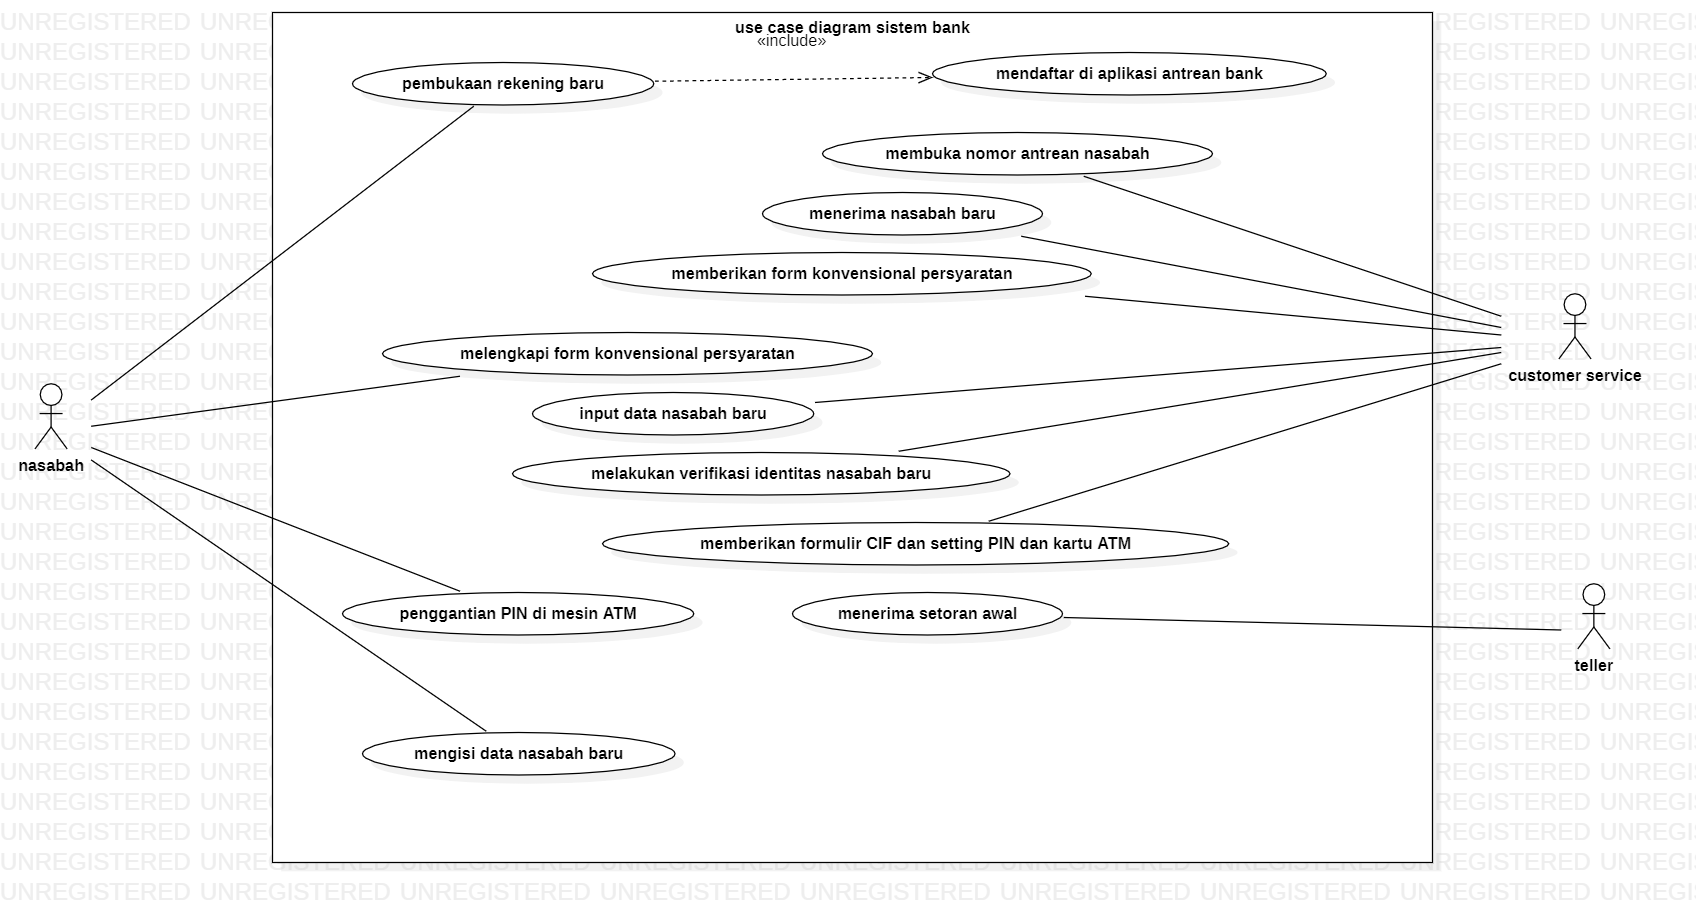 use case diagram sistem bank
«include»
pembukaan rekening baru
mendaftar di aplikasi antrean bank
membuka nomor antrean nasabah
menerima nasabah baru
memberikan form konvensional persyaratan
melengkapi form konvensional persyaratan
customer service
input data nasabah baru
nasabah
melakukan verifikasi identitas nasabah baru
memberikan formulir CIF dan setting PIN dan kartu ATM
penggantian PIN di mesin ATM
menerima setoran awal
teller
mengisi data nasabah baru
UNREGISTERED UNREGISTERED UNREGISTERED UNREGISTERED UNREGISTERED UNREGISTERED UNREGISTERED UNREGISTERED